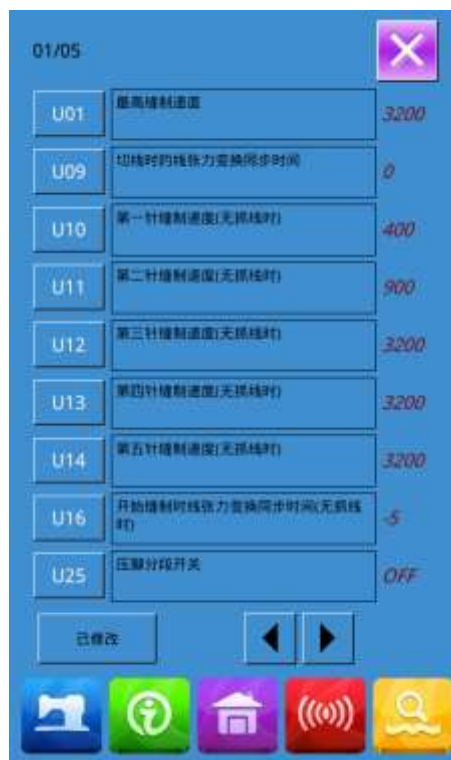 01/05
U01
最高缝制速度
3200
U09
切线时的线张力变换同步时间
0
U10
第一针缝制速度(无抓线时)
400
U11
第二针缝制速度(无抓线时)
900
U12
第三针缝制速度(无抓线时)
3200
U13
第四针缝制速度(无抓线时)
3200
U14
第五针缝制速度(无抓线时)
3200
U16
开始缝制时线张力变换同步时间(无抓线
时)
-5
U25
压脚分段开关
OFF
已修改